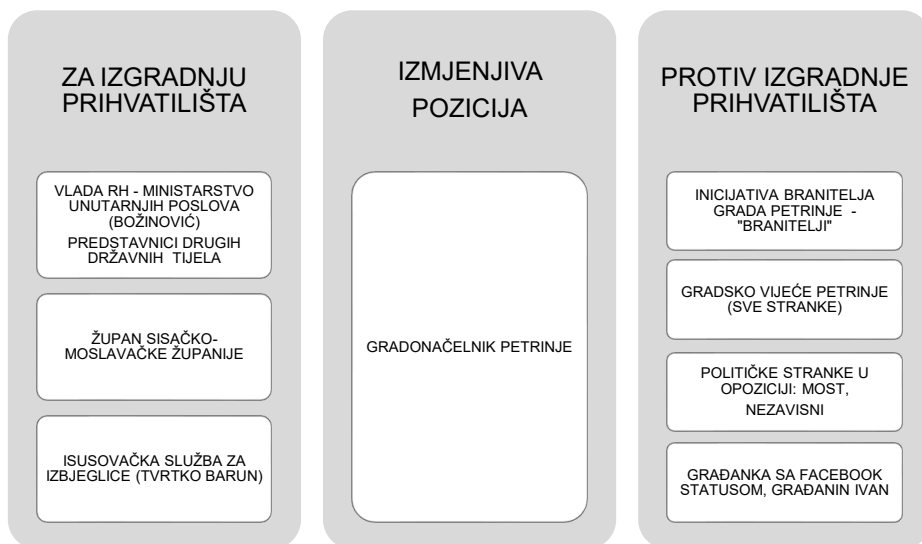 ZA IZGRADNJU
PRIHVATILIŠTA
VLADA RH - MINISTARSTVO
UNUTARNJIH POSLOVA
(BOŽINOVIĆ)
PREDSTAVNICI DRUGIH
DRŽAVNIH TIJELA
ŽUPAN SISAČKO-
MOSLAVAČKE ŽUPANIJE
ISUSOVAČKA SLUŽBA ZA
IZBJEGLICE (TVRTKO BARUN)
IZMJENJIVA
POZICIJA
GRADONAČELNIK PETRINJE
PROTIV IZGRADNJE
PRIHVATILIŠTA
INICIJATIVA BRANITELJA
GRADA PETRINJE -
"BRANITELJI"
GRADSKO VIJEĆE PETRINJE
(SVE STRANKE)
POLITIČKE STRANKE U
OPOZICIJI: MOST,
NEZAVISNI
GRAĐANKA SA FACEBOOK
STATUSOM, GRAĐANIN IVAN